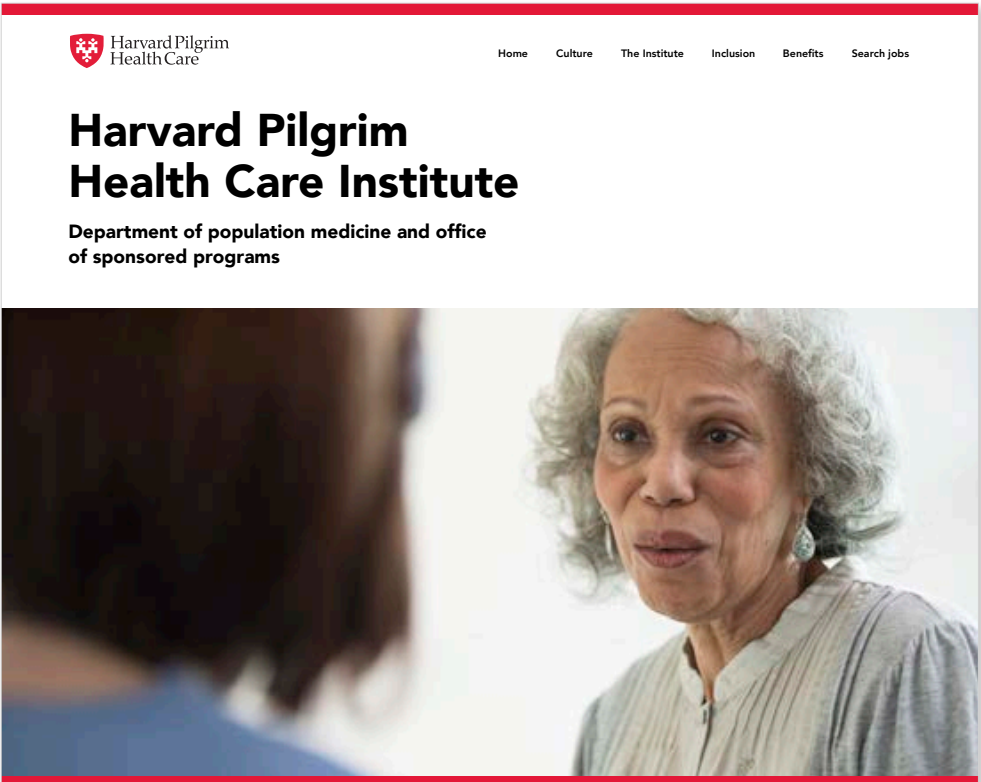 Harvard Pilgrim
Health Care
Home Culture The Institute Inclusion Benefits Search jobs
Harvard Pilgrim
Health Care Institute
Department of population medicine and office
of sponsored programs